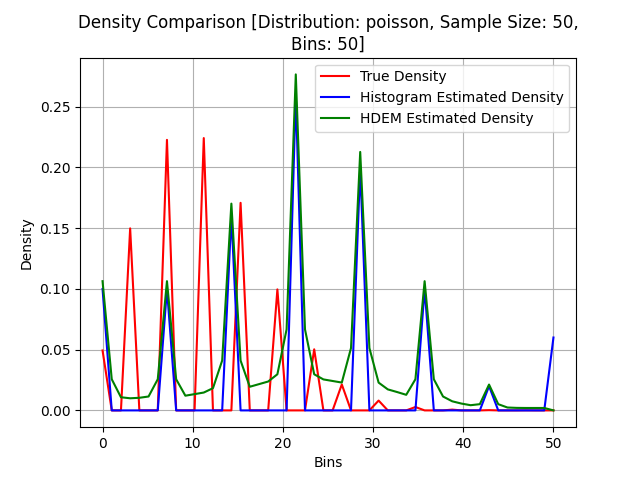 Density Comparison [Distribution: poisson, Sample Size: 50,
Bins: 50]
True Density
Histogram Estimated Density
HDEM Estimated Density
Density
0.25
0.20
0.15
0.10
0.05
0.00
0 10 20 30 40 50
Bins